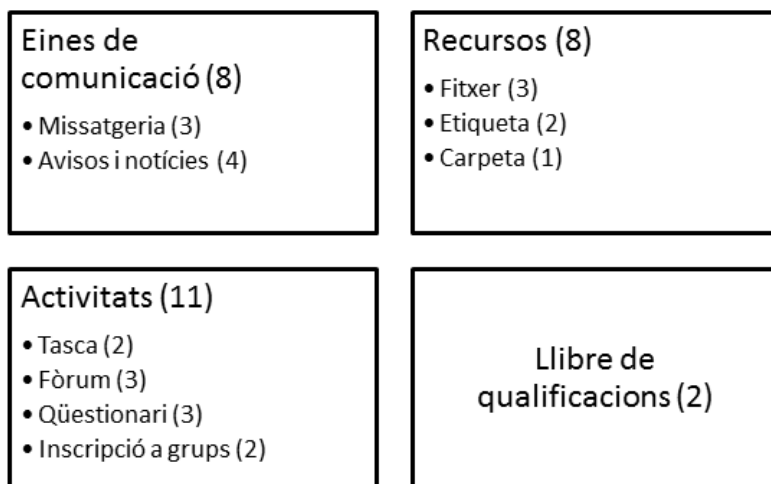 Eines de
comunicació (8)
• Missatgeria (3)
• Avisos i notícies (4)
Recursos (8)
• Fitxer (3)
• Etiqueta (2)
• Carpeta (1)
Activitats (11)
• Tasca (2)
• Fòrum (3)
• Qüestionari (3)
• Inscripció a grups (2)
Llibre de
qualificacions (2)